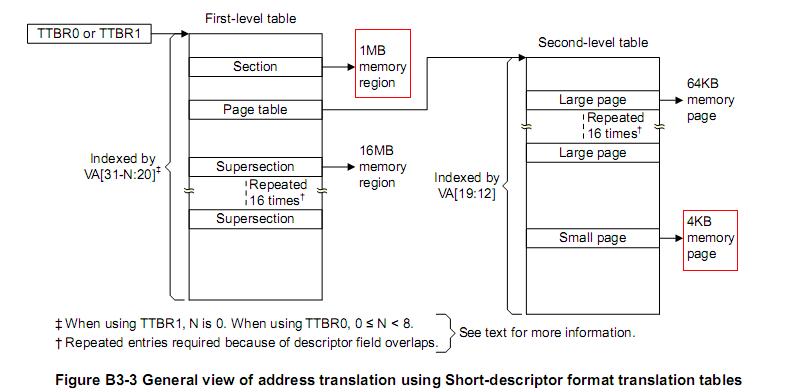 First-level table
TTBR0 or TTBR1
Section
1MB
memory
region
Page table
Indexed by
VA[31-N:20]‡
Supersection
16MB
memory
region
Repeated
16 times†
Supersection
Second-level table
Large page
64KB
memory
page
Repeated
16 times†
Large page
Indexed by
VA[19:12]
Small page
4KB
memory
page
‡ When using TTBR1, N is 0. When using TTBR0, 0 ≤ N < 8.
† Repeated entries required because of descriptor field overlaps.
See text for more information.
Figure B3-3 General view of address translation using Short-descriptor format translation tables